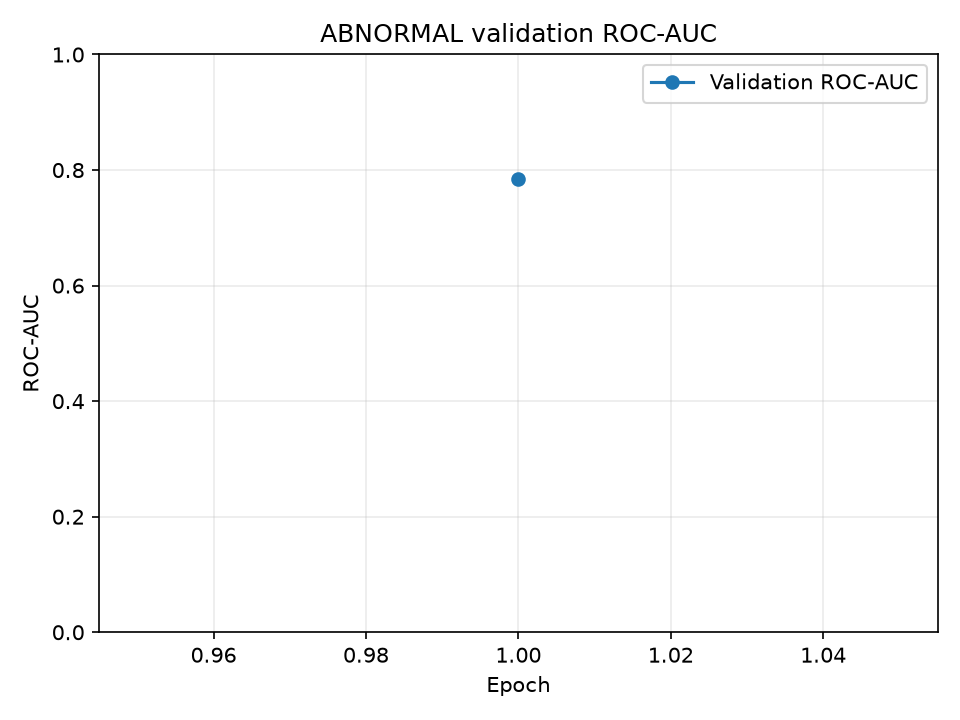 ABNORMAL validation ROC-AUC
Validation ROC-AUC
1.0
0.8
0.6
0.4
0.2
0.0
ROC-AUC
0.96 0.98 1.00 1.02 1.04
Epoch